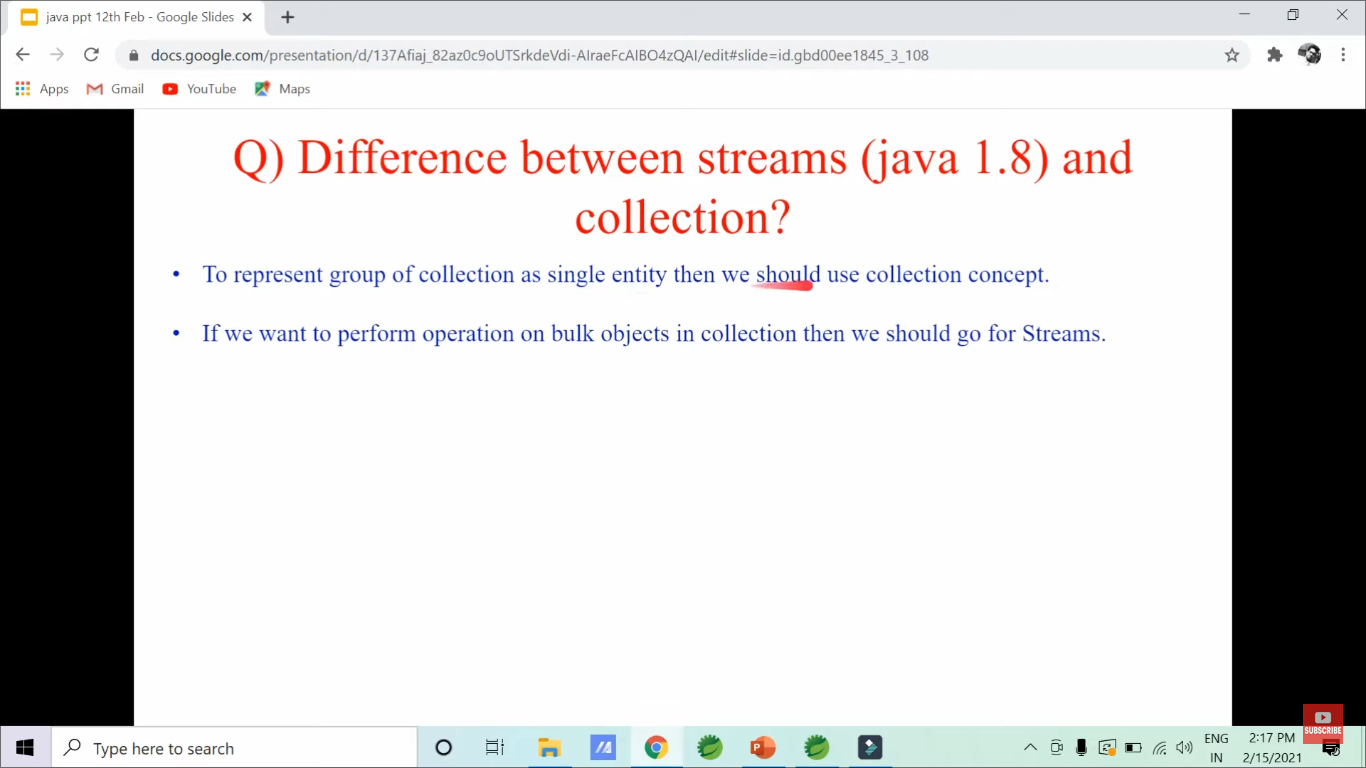 java ppt 12th Feb - Google Slides
docs.google.com/presentation/d/137Afiaj_82az0c9oUTSrkdeVdi-AIraeFcAIBO4zQAI/edit#slide=id.gbd00ee1845_3_108
Apps Gmail YouTube Maps
Q) Difference between streams (java 1.8) and
collection?
• To represent group of collection as single entity then we should use collection concept.
• If we want to perform operation on bulk objects in collection then we should go for Streams.
SUBSCRIBE
Type here to search
ENG
IN
2:17 PM
2/15/2021